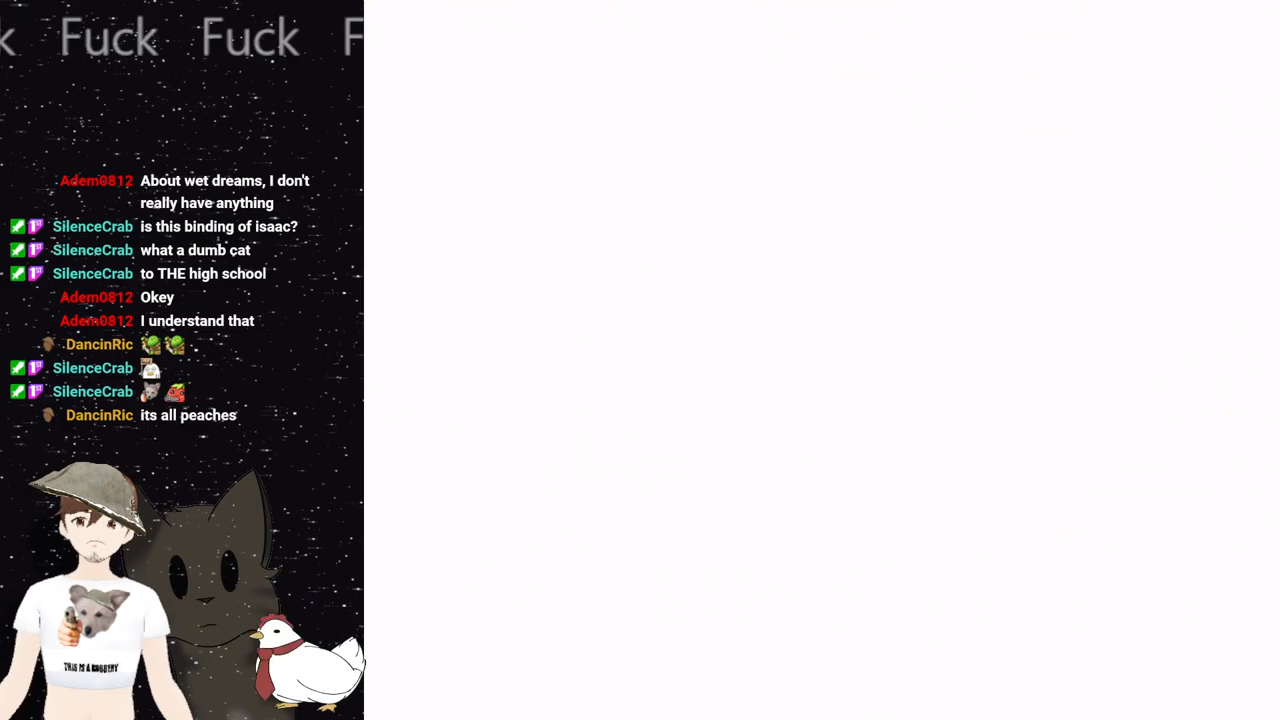 k Fuck Fuck F
Adem0812 About wet dreams, I don't
really have anything
SilenceCrab is this binding of isaac?
SilenceCrab what a dumb cat
SilenceCrab to THE high school
Adem0812 Okey
Adem0812 I understand that
DancinRic
SilenceCrab
SilenceCrab
DancinRic its all peaches
THIS IS A ROBBERY